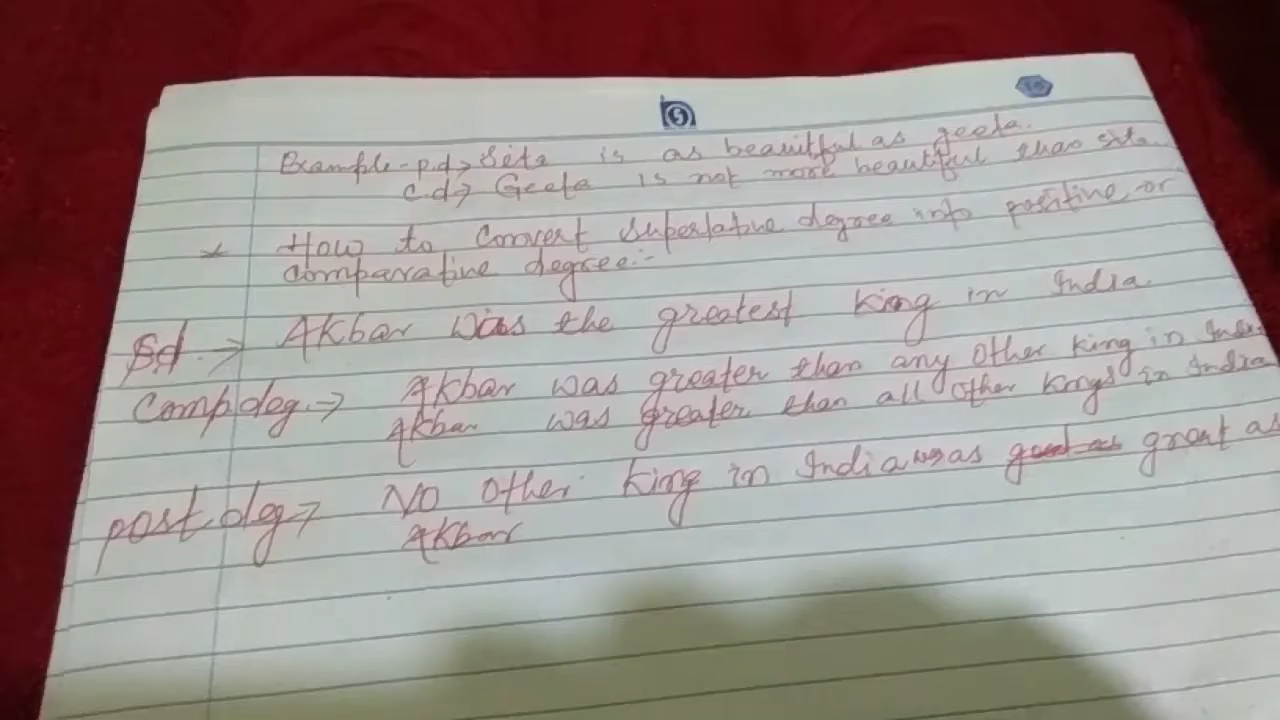 Example- p.d→ Sita is as beautiful as geeta.
c.d→ Geeta is not more beautiful than sita.
* How to convert superlative degree into positive or
comparative degree:-
Sd → Akbar was the greatest king in India.
Comp deg. → Akbar was greater than any other king in India
Akbar was greater than all other kings in India
post deg → No other king in India was great as
Akbar